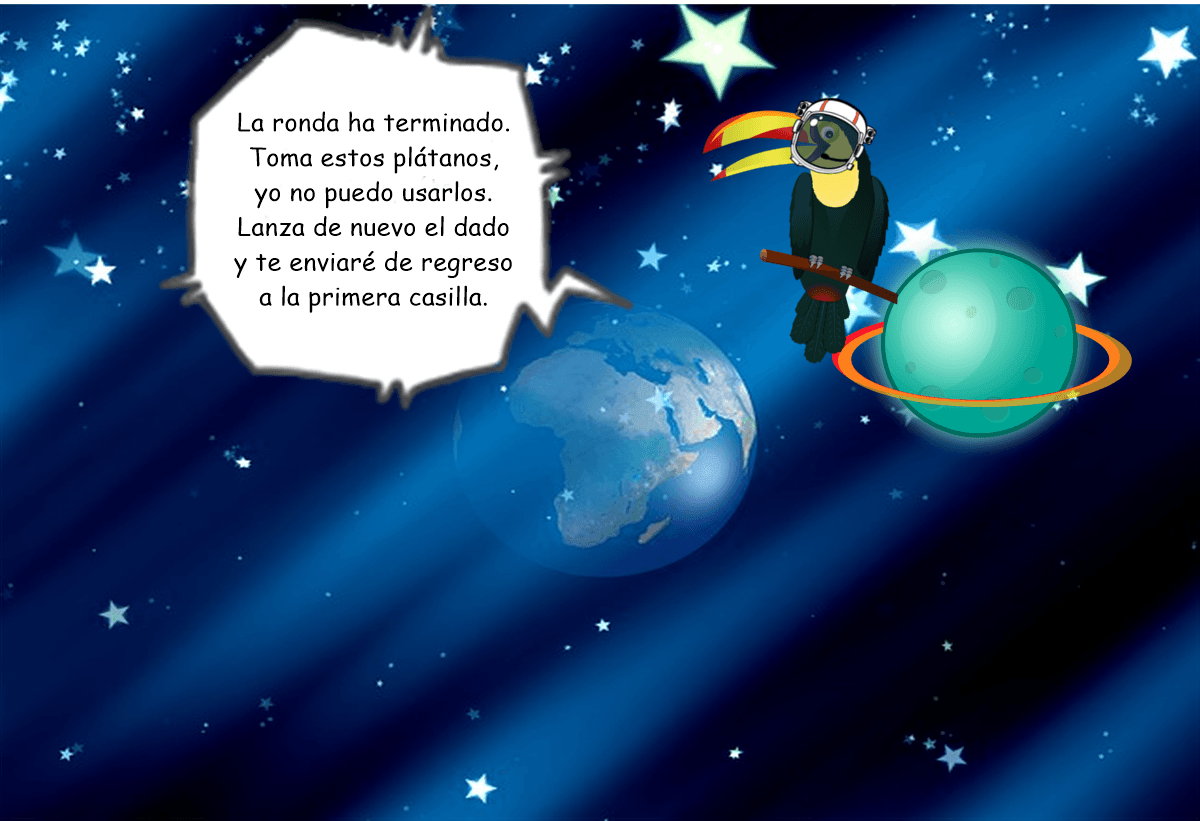 La ronda ha terminado.
Toma estos plátanos,
yo no puedo usarlos.
Lanza de nuevo el dado
y te enviaré de regreso
a la primera casilla.